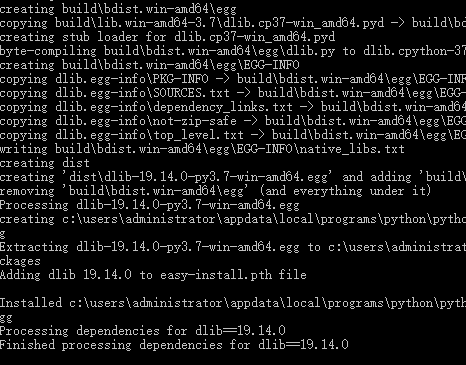 creating build\bdist.win-amd64\egg
copying build\lib.win-amd64-3.7\dlib.cp37-win_amd64.pyd -> build\bd
creating stub loader for dlib.cp37-win_amd64.pyd
byte-compiling build\bdist.win-amd64\egg\dlib.py to dlib.cpython-37
creating build\bdist.win-amd64\egg\EGG-INFO
copying dlib.egg-info\PKG-INFO -> build\bdist.win-amd64\egg\EGG-INF
copying dlib.egg-info\SOURCES.txt -> build\bdist.win-amd64\egg\EGG-
copying dlib.egg-info\dependency_links.txt -> build\bdist.win-amd64
copying dlib.egg-info\not-zip-safe -> build\bdist.win-amd64\egg\EGG
copying dlib.egg-info\top_level.txt -> build\bdist.win-amd64\egg\EG
writing build\bdist.win-amd64\egg\EGG-INFO\native_libs.txt
creating dist
creating 'dist\dlib-19.14.0-py3.7-win-amd64.egg' and adding 'build\
removing 'build\bdist.win-amd64\egg' (and everything under it)
Processing dlib-19.14.0-py3.7-win-amd64.egg
creating c:\users\administrator\appdata\local\programs\python\pytho
g
Extracting dlib-19.14.0-py3.7-win-amd64.egg to c:\users\administrat
ckages
Adding dlib 19.14.0 to easy-install.pth file
Installed c:\users\administrator\appdata\local\programs\python\pyth
gg
Processing dependencies for dlib==19.14.0
Finished processing dependencies for dlib==19.14.0